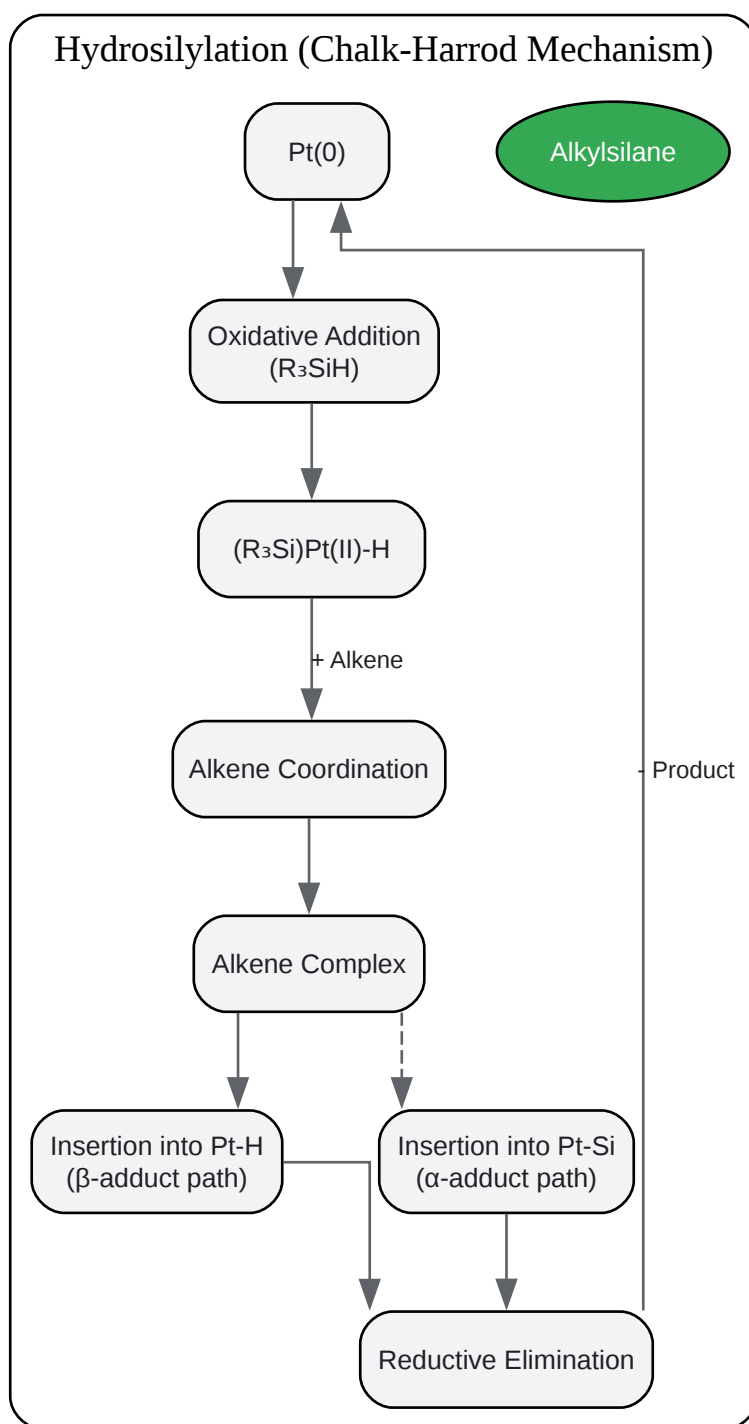 Hydrosilylation (Chalk-Harrod Mechanism)
Pt(0)
Alkylsilane
Oxidative Addition
(R₃SiH)
(R₃Si)Pt(II)-H
+ Alkene
Alkene Coordination
- Product
Alkene Complex
Insertion into Pt-H
(β-adduct path)
Insertion into Pt-Si
(α-adduct path)
Reductive Elimination